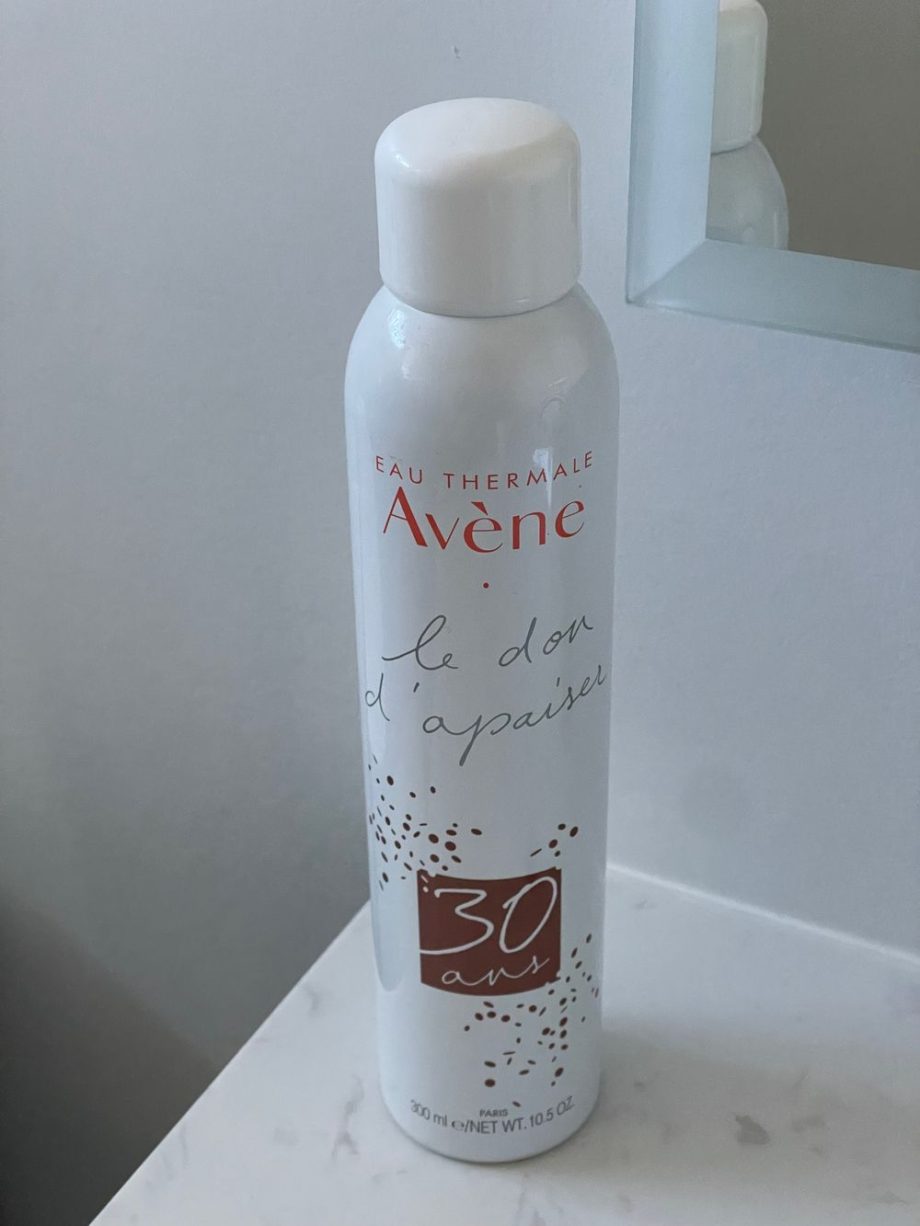 EAU THERMALE
Avène
le don
d'apaiser
30
ans
PARIS
300 ml e/NET WT. 10.5 OZ.